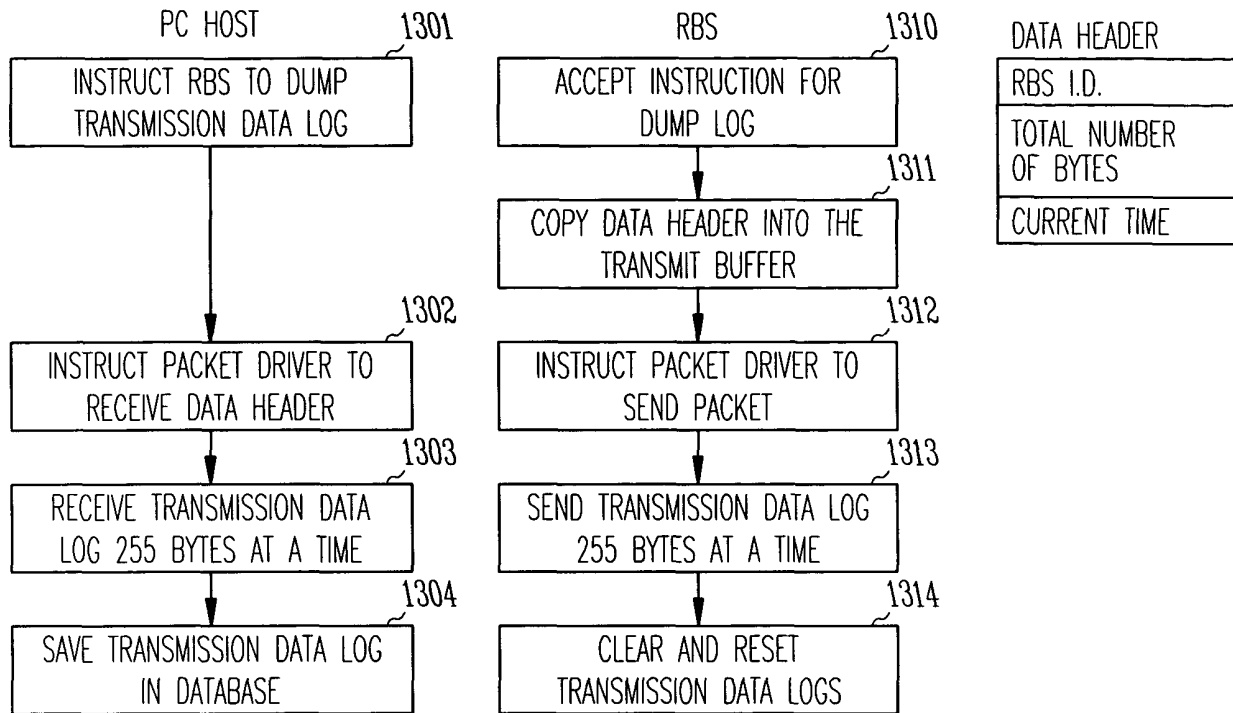 PC HOST
1301
INSTRUCT RBS TO DUMP
TRANSMISSION DATA LOG
1302
INSTRUCT PACKET DRIVER TO
RECEIVE DATA HEADER
1303
RECEIVE TRANSMISSION DATA
LOG 255 BYTES AT A TIME
1304
SAVE TRANSMISSION DATA LOG
IN DATABASE
RBS
1310
ACCEPT INSTRUCTION FOR
DUMP LOG
1311
COPY DATA HEADER INTO THE
TRANSMIT BUFFER
1312
INSTRUCT PACKET DRIVER TO
SEND PACKET
1313
SEND TRANSMISSION DATA LOG
255 BYTES AT A TIME
1314
CLEAR AND RESET
TRANSMISSION DATA LOGS
DATA HEADER
RBS I.D.
TOTAL NUMBER
OF BYTES
CURRENT TIME